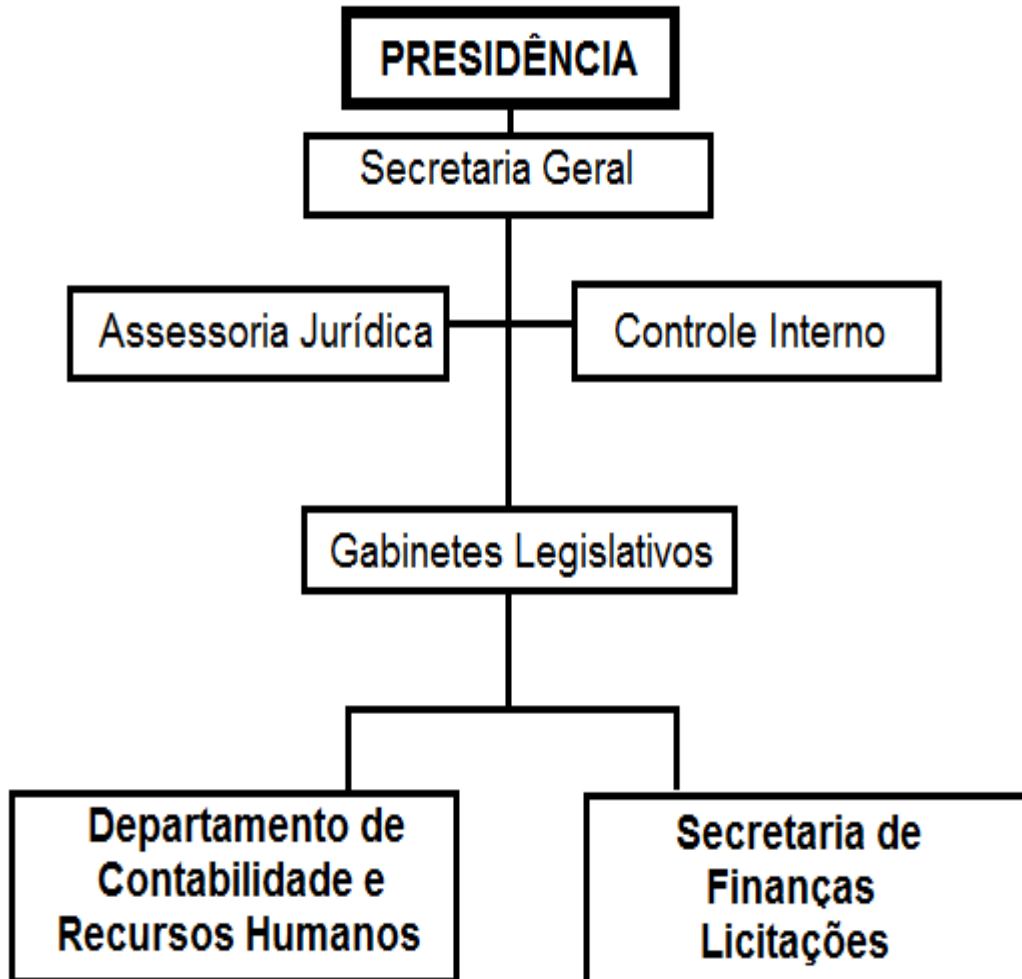 PRESIDÊNCIA
Secretaria Geral
Assessoria Jurídica
Controle Interno
Gabinetes Legislativos
Departamento de
Contabilidade e
Recursos Humanos
Secretaria de
Finanças
Licitações